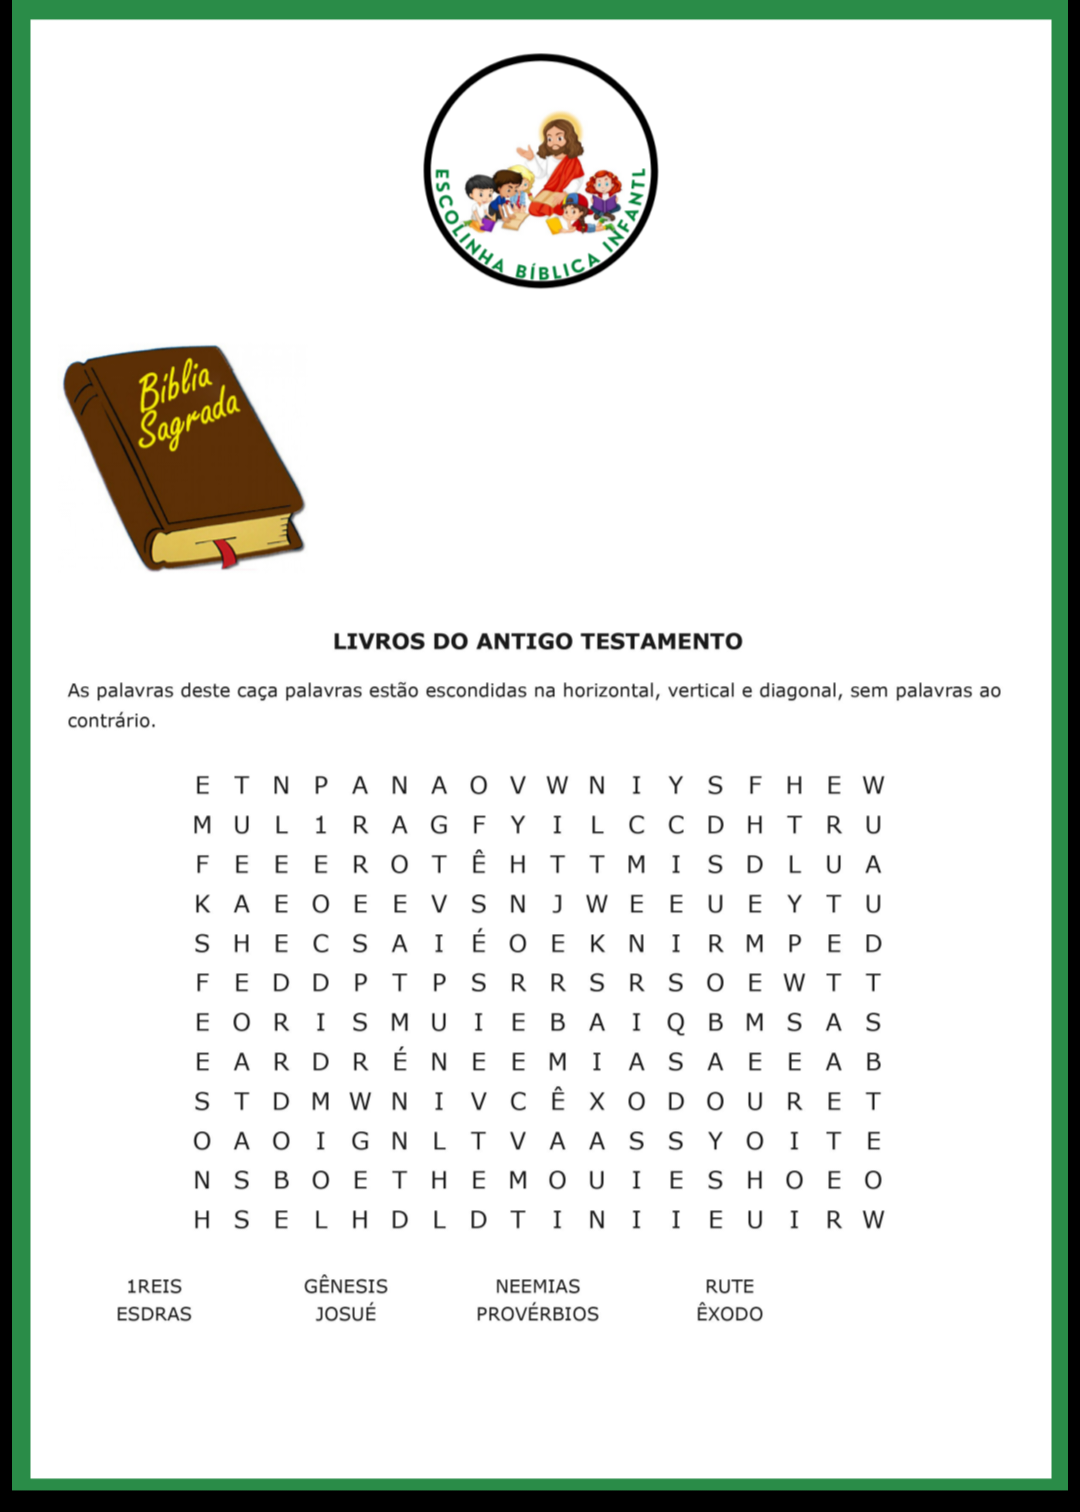 ESCOLINHA BÍBLICA INFANTL
Bíblia
Sagrada
LIVROS DO ANTIGO TESTAMENTO
As palavras deste caça palavras estão escondidas na horizontal, vertical e diagonal, sem palavras ao
contrário.
E T N P A N A O V W N I Y S F H E W
M U L 1 R A G F Y I L C C D H T R U
F E E E R O T Ê H T T M I S D L U A
K A E O E E V S N J W E E U E Y T U
S H E C S A I É O E K N I R M P E D
F E D D P T P S R R S R S O E W T T
E O R I S M U I E B A I Q B M S A S
E A R D R É N E E M I A S A E E A B
S T D M W N I V C Ê X O D O U R E T
O A O I G N L T V A A S S Y O I T E
N S B O E T H E M O U I E S H O E O
H S E L H D L D T I N I I E U I R W
1REIS GÊNESIS NEEMIAS RUTE
ESDRAS JOSUÉ PROVÉRBIOS ÊXODO